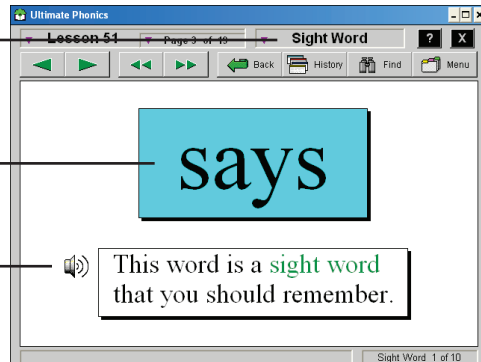 Ultimate Phonics
Lesson 51 Page 3 of 49 Sight Word ? X
Back History Find Menu
says
This word is a sight word
that you should remember.
Sight Word 1 of 10